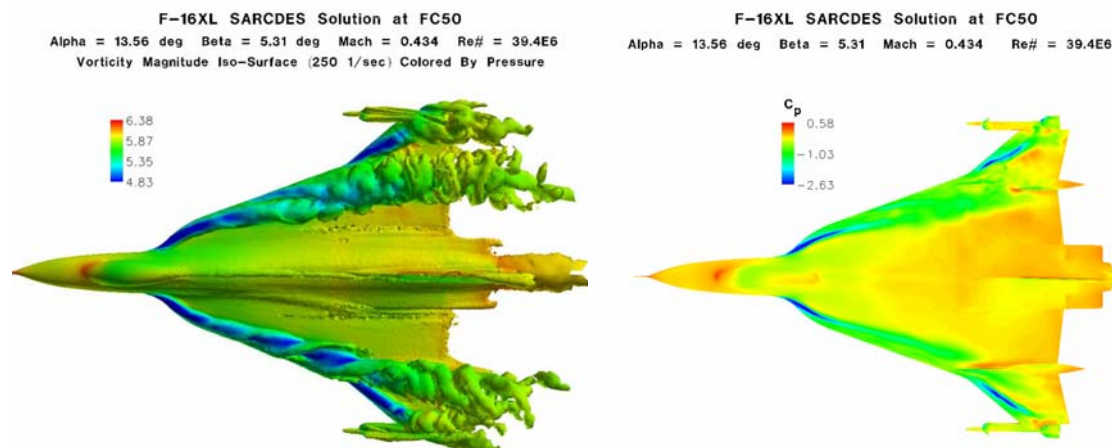 F-16XL SARCDES Solution at FC50
Alpha = 13.56 deg Beta = 5.31 deg Mach = 0.434 Re# = 39.4E6
Vorticity Magnitude Iso-Surface (250 1/sec) Colored By Pressure
6.38
5.87
5.35
4.83
F-16XL SARCDES Solution at FC50
Alpha = 13.56 deg Beta = 5.31 Mach = 0.434 Re# = 39.4E6
Cp
0.58
-1.03
-2.63